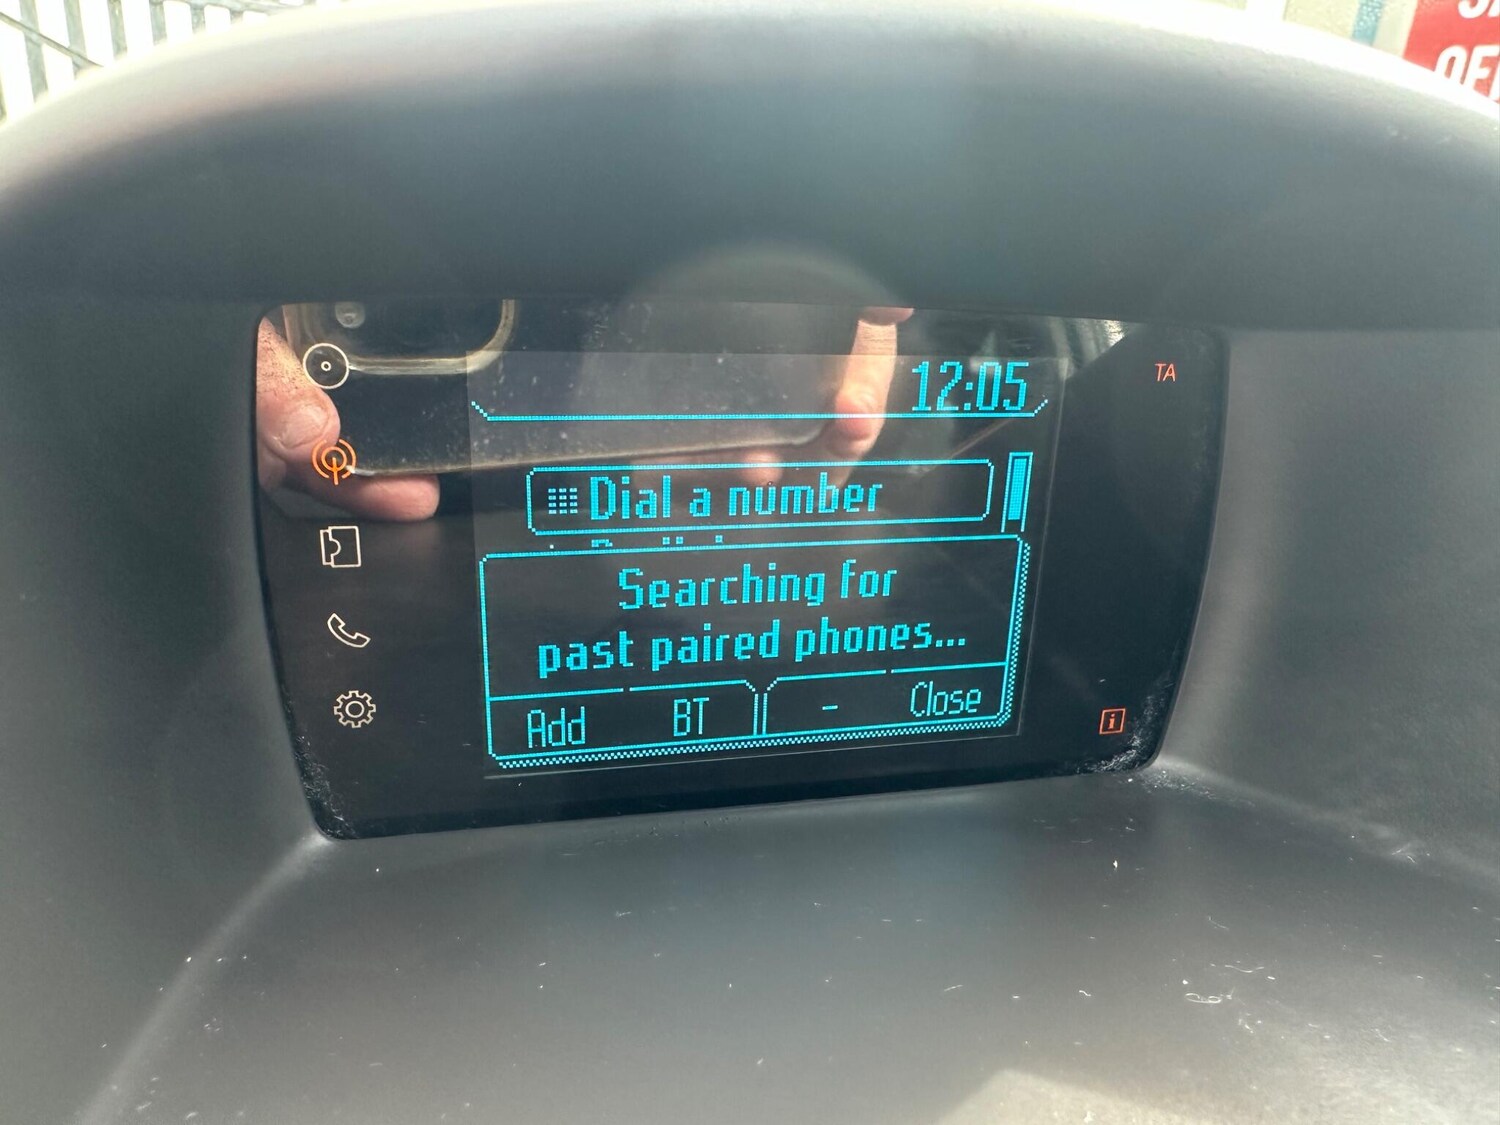 12:05
TA
Dial a number
Searching for
past paired phones...
Add BT - Close
i